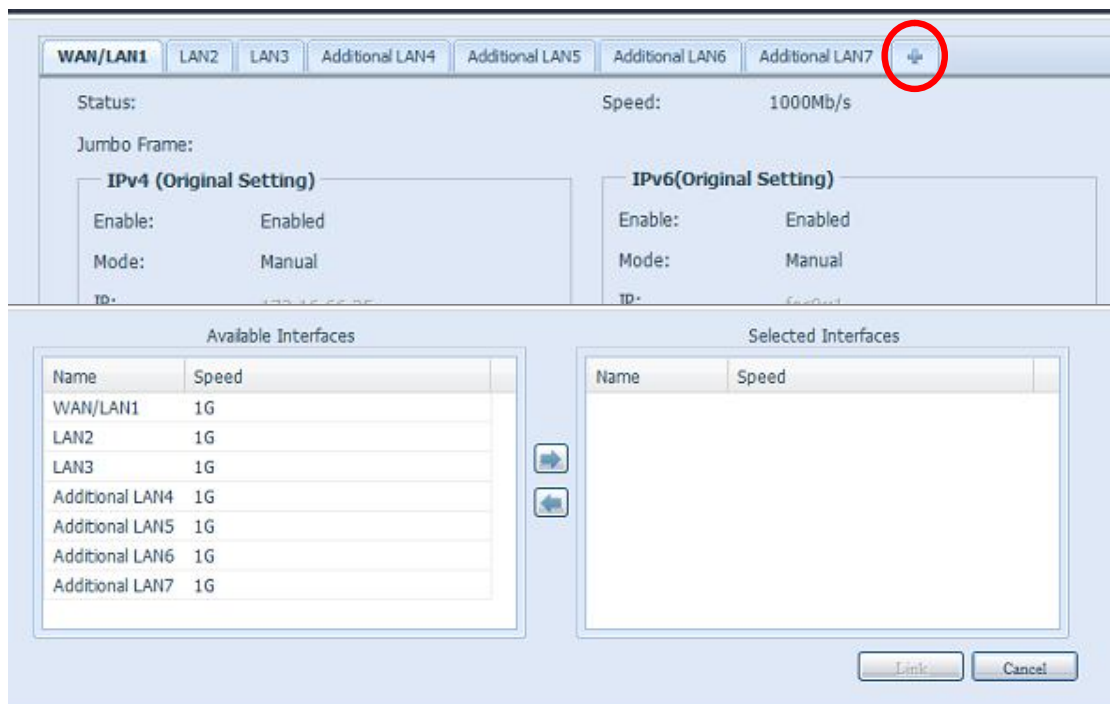 WAN/LAN1 LAN2 LAN3 Additional LAN4 Additional LAN5 Additional LAN6 Additional LAN7
Status: Speed: 1000Mb/s
Jumbo Frame:
IPv4 (Original Setting) IPv6(Original Setting)
Enable: Enabled Enable: Enabled
Mode: Manual Mode: Manual
IP: IP:
Available Interfaces Selected Interfaces
Name Speed Name Speed
WAN/LAN1 1G
LAN2 1G
LAN3 1G
Additional LAN4 1G
Additional LAN5 1G
Additional LAN6 1G
Additional LAN7 1G
Link Cancel